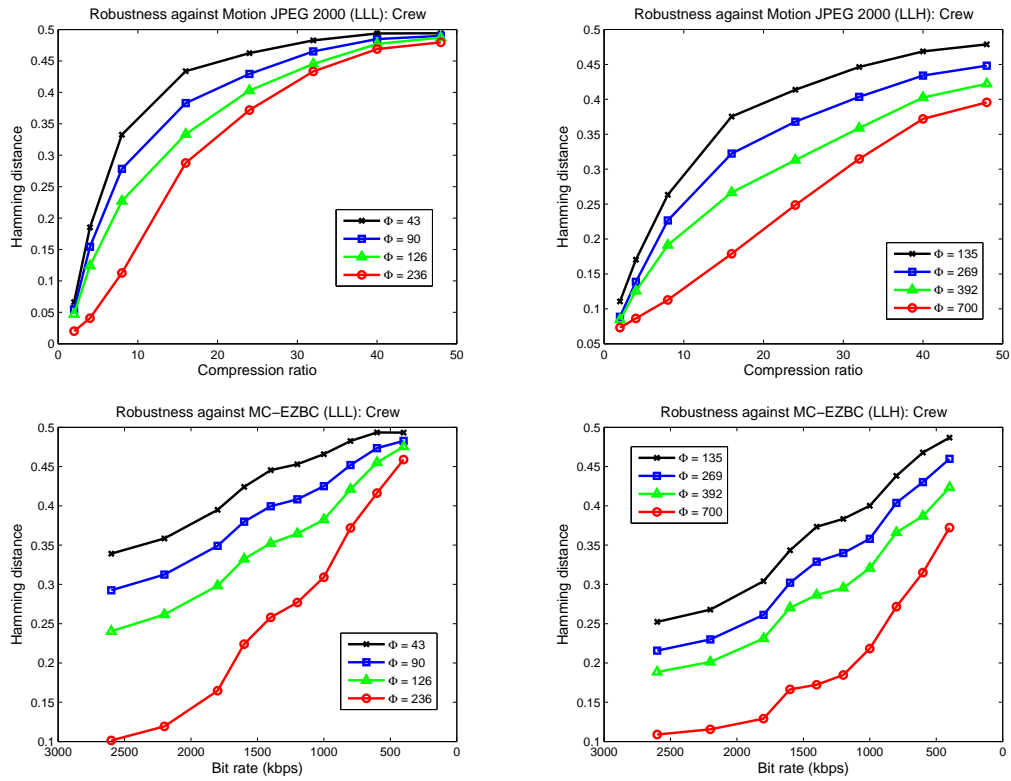 Robustness against Motion JPEG 2000 (LLL): Crew
0.5
0.45
0.4
0.35
0.3
0.25
0.2
0.15
0.1
0.05
0
Hamming distance
Φ = 43
Φ = 90
Φ = 126
Φ = 236
0 10 20 30 40 50
Compression ratio
Robustness against Motion JPEG 2000 (LLH): Crew
0.5
0.45
0.4
0.35
0.3
0.25
0.2
0.15
0.1
0.05
Hamming distance
Φ = 135
Φ = 269
Φ = 392
Φ = 700
0 10 20 30 40 50
Compression ratio
Robustness against MC−EZBC (LLL): Crew
0.5
0.45
0.4
0.35
0.3
0.25
0.2
0.15
0.1
Hamming distance
Φ = 43
Φ = 90
Φ = 126
Φ = 236
3000 2500 2000 1500 1000 500 0
Bit rate (kbps)
Robustness against MC−EZBC (LLH): Crew
0.5
0.45
0.4
0.35
0.3
0.25
0.2
0.15
0.1
Hamming distance
Φ = 135
Φ = 269
Φ = 392
Φ = 700
3000 2500 2000 1500 1000 500 0
Bit rate (kbps)